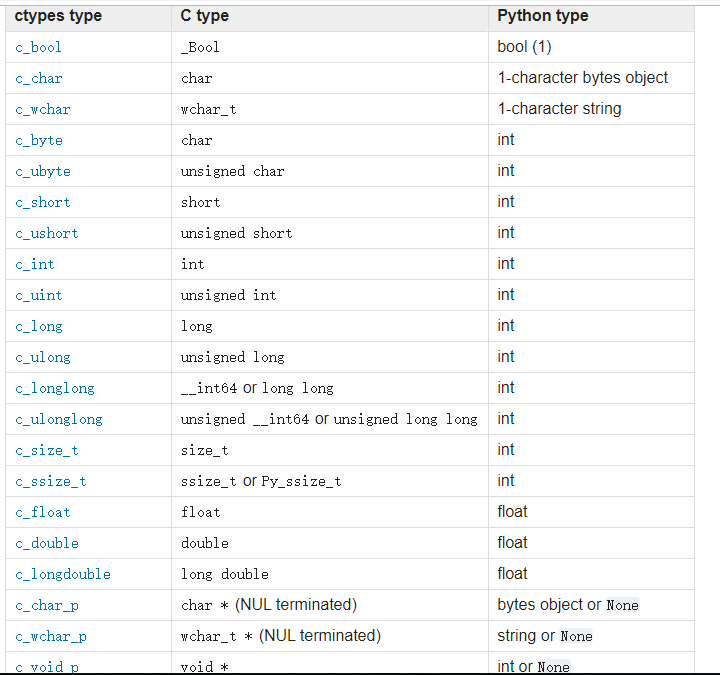 ctypes type C type Python type
c_bool _Bool bool (1)
c_char char 1-character bytes object
c_wchar wchar_t 1-character string
c_byte char int
c_ubyte unsigned char int
c_short short int
c_ushort unsigned short int
c_int int int
c_uint unsigned int int
c_long long int
c_ulong unsigned long int
c_longlong __int64 or long long int
c_ulonglong unsigned __int64 or unsigned long long int
c_size_t size_t int
c_ssize_t ssize_t or Py_ssize_t int
c_float float float
c_double double float
c_longdouble long double float
c_char_p char * (NUL terminated) bytes object or None
c_wchar_p wchar_t * (NUL terminated) string or None
c_void_p void * int or None